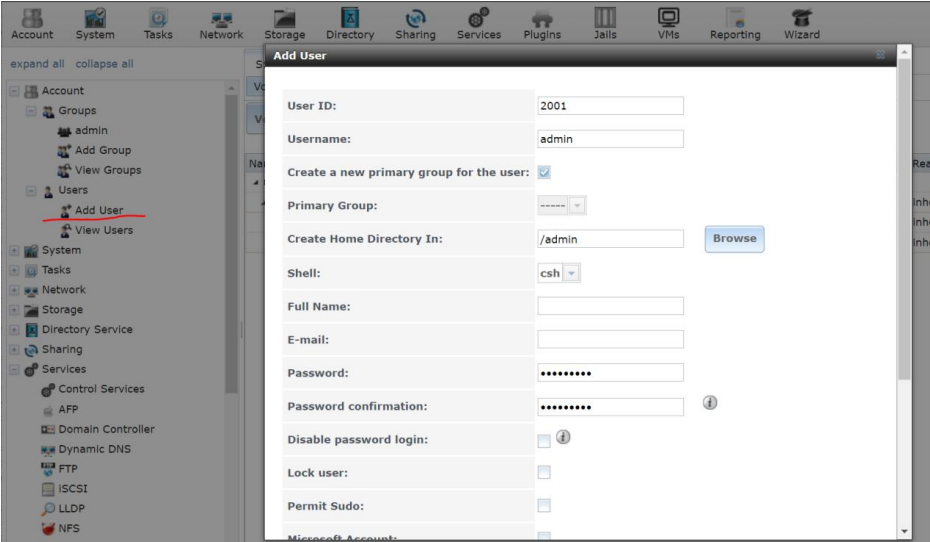 Account System Tasks Network Storage Directory Sharing Services Plugins Jails VMs Reporting Wizard
expand all collapse all
Account
Groups
admin
Add Group
View Groups
Users
Add User
View Users
System
Tasks
Network
Storage
Directory Service
Sharing
Services
Control Services
AFP
Domain Controller
Dynamic DNS
FTP
iSCSI
LLDP
NFS
Add User
User ID: 2001
Username: admin
Create a new primary group for the user:
Primary Group: -----
Create Home Directory In: /admin Browse
Shell: csh
Full Name:
E-mail:
Password: •••••••••
Password confirmation: •••••••••
Disable password login:
Lock user:
Permit Sudo:
Microsoft Account: